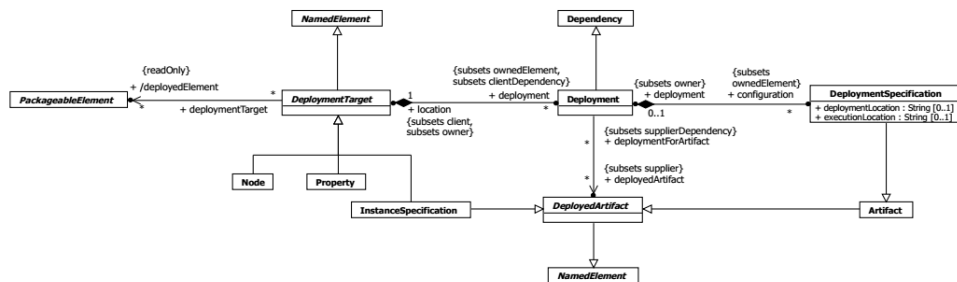 NamedElement
Dependency
{readOnly}
+ /deployedElement
*
*
+ deploymentTarget
PackageableElement
DeploymentTarget
1
+ location
{subsets client,
subsets owner}
{subsets ownedElement,
subsets clientDependency}
+ deployment
*
Deployment
{subsets owner}
+ deployment
0..1
{subsets
ownedElement}
+ configuration
*
DeploymentSpecification
+ deploymentLocation : String [0..1]
+ executionLocation : String [0..1]
{subsets supplierDependency}
+ deploymentForArtifact
*
{subsets supplier}
+ deployedArtifact
*
Node
Property
InstanceSpecification
DeployedArtifact
Artifact
NamedElement